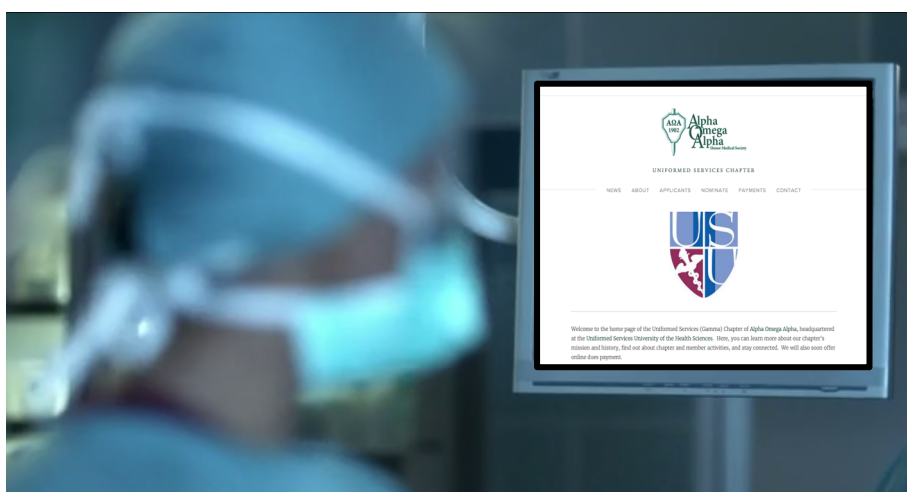 ΑΩΑ
1902
Alpha
Omega
Alpha
Honor Medical Society
UNIFORMED SERVICES CHAPTER
NEWS ABOUT APPLICANTS NOMINATE PAYMENTS CONTACT
US
U
Welcome to the home page of the Uniformed Services (Gamma) Chapter of Alpha Omega Alpha, headquartered
at the Uniformed Services University of the Health Sciences. Here, you can learn more about our chapter's
mission and history, find out about chapter and member activities, and stay connected. We will also soon offer
online dues payment.